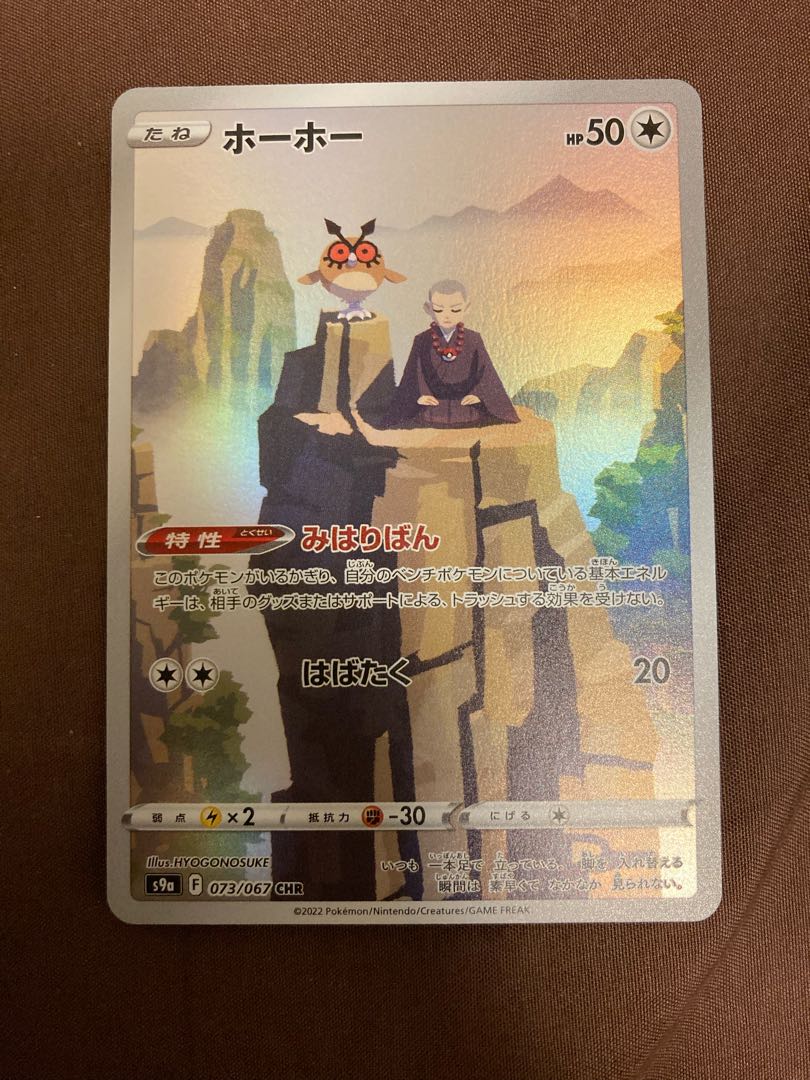 たね ホーホー HP50
特性 とくせい みはりばん
このポケモンがいるかぎり、自分のベンチポケモンについている基本エネル
ギーは、相手のグッズまたはサポートによる、トラッシュする効果を受けない。
はばたく 20
弱点 ×2 抵抗力 -30 にげる
Illus.HYOGONOSUKE
いつも 一本足で 立っている。 脚を 入れ替える
瞬間は 素早くて なかなか 見られない。
s9a F 073/067 CHR
©2022 Pokémon/Nintendo/Creatures/GAME FREAK